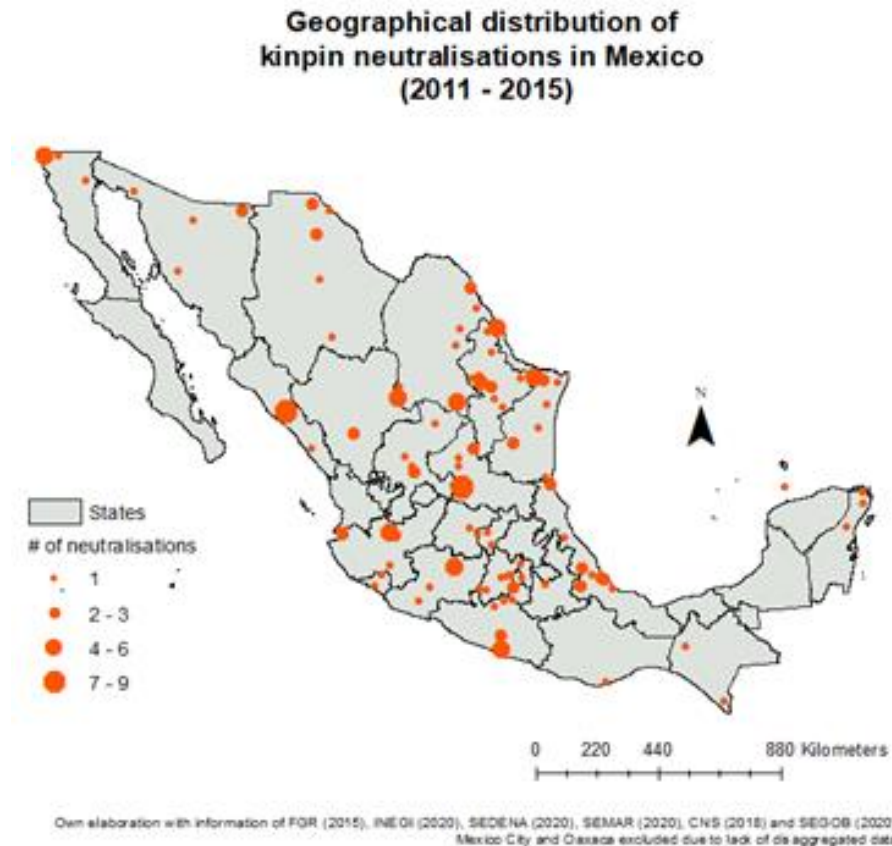 Geographical distribution of
kinpin neutralisations in Mexico
(2011 - 2015)
N
States
# of neutralisations
1
2 - 3
4 - 6
7 - 9
0 220 440 880 Kilometers
Own elaboration with information of FGR (2015), INEGI (2020), SEDENA (2020), SEMAR (2020), CNS (2018) and SEGOB (2020
Mexico City and Oaxaca excluded due to lack of disaggregated data